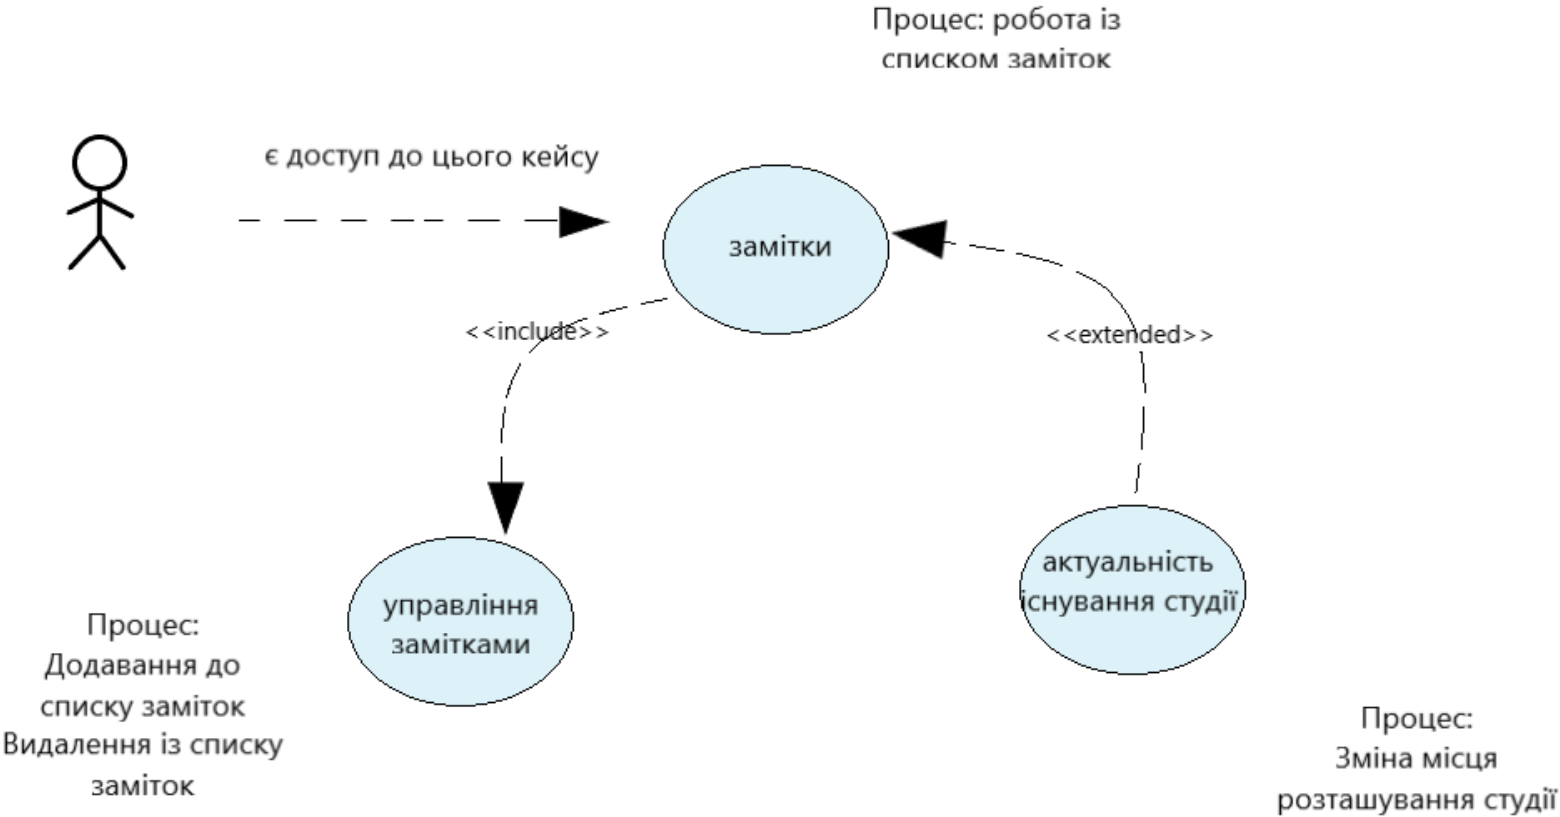 Процес: робота із
списком заміток
є доступ до цього кейсу
замітки
<<include>>
<<extended>>
актуальність
існування студії
управління
замітками
Процес:
Додавання до
списку заміток
Видалення із списку
заміток
Процес:
Зміна місця
розташування студії